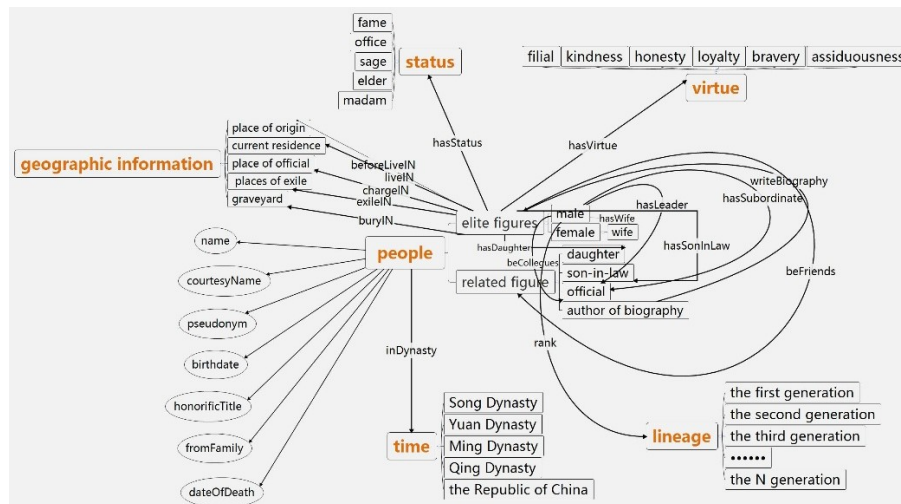 fame
office
sage
elder
madam
status
filial
kindness
honesty
loyalty
bravery
assiduousness
virtue
hasStatus
hasVirtue
geographic information
place of origin
current residence
place of official
places of exile
graveyard
beforeLiveIN
liveIN
chargeIN
exileIN
buryIN
writeBiography
hasSubordinate
hasLeader
elite figures
male
female
hasWife
wife
hasDaughter
hasSonInLaw
beCollegues
beFriends
people
related figure
daughter
son-in-law
official
author of biography
name
courtesyName
pseudonym
birthdate
honorificTitle
fromFamily
dateOfDeath
inDynasty
rank
time
Song Dynasty
Yuan Dynasty
Ming Dynasty
Qing Dynasty
the Republic of China
lineage
the first generation
the second generation
the third generation
••••••
the N generation